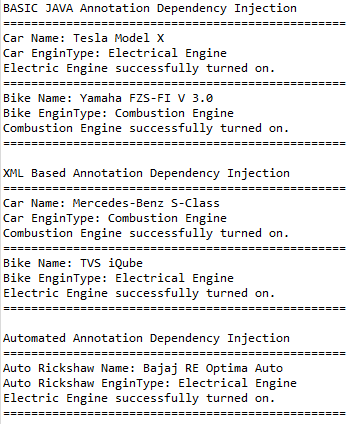 BASIC JAVA Annotation Dependency Injection
================================================
Car Name: Tesla Model X
Car EnginType: Electrical Engine
Electric Engine successfully turned on.
================================================
Bike Name: Yamaha FZS-FI V 3.0
Bike EnginType: Combustion Engine
Combustion Engine successfully turned on.
================================================
XML Based Annotation Dependency Injection
================================================
Car Name: Mercedes-Benz S-Class
Car EnginType: Combustion Engine
Combustion Engine successfully turned on.
================================================
Bike Name: TVS iQube
Bike EnginType: Electrical Engine
Electric Engine successfully turned on.
================================================
Automated Annotation Dependency Injection
================================================
Auto Rickshaw Name: Bajaj RE Optima Auto
Auto Rickshaw EnginType: Electrical Engine
Electric Engine successfully turned on.
================================================